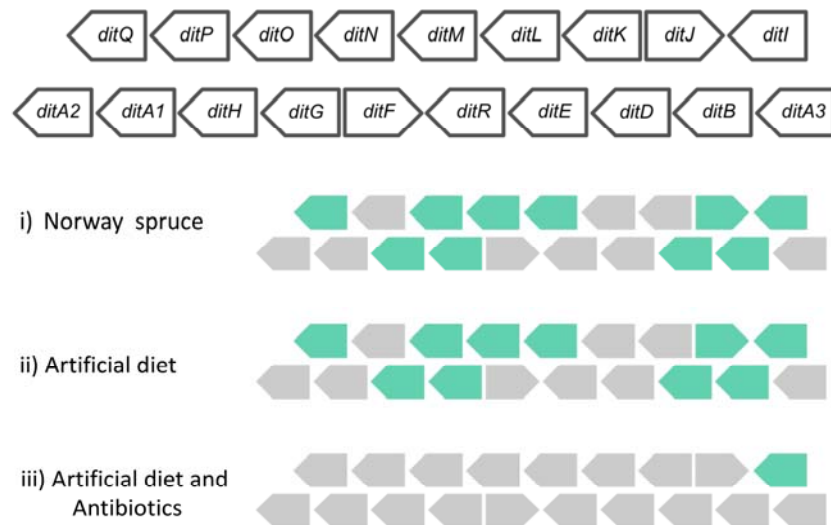 ditQ ditP ditO ditN ditM ditL ditK ditJ ditI
ditA2 ditA1 ditH ditG ditF ditR ditE ditD ditB ditA3
i) Norway spruce
ii) Artificial diet
iii) Artificial diet and
Antibiotics